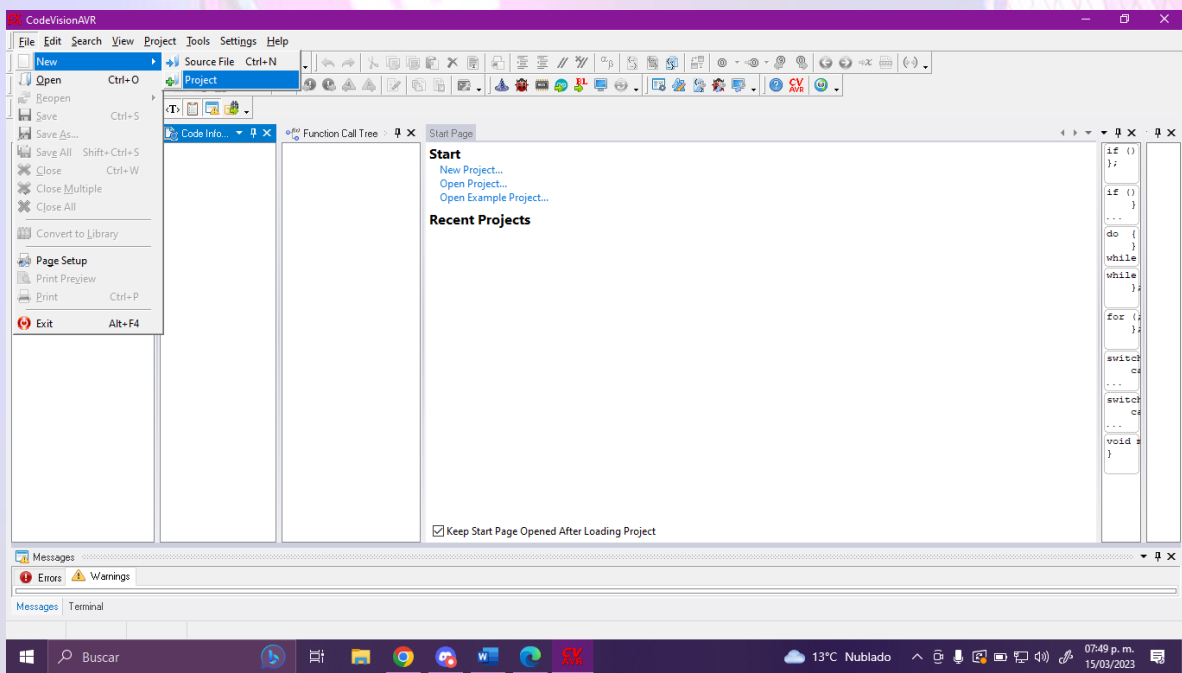 CodeVisionAVR
File Edit Search View Project Tools Settings Help
New
Source File Ctrl+N
Open Ctrl+O
Project
Reopen
Save Ctrl+S
Save As...
Save All Shift+Ctrl+S
Close Ctrl+W
Close Multiple
Close All
Convert to Library
Page Setup
Print Preview
Print Ctrl+P
Exit Alt+F4
Code Info...
Function Call Tree
Start Page
Start
New Project...
Open Project...
Open Example Project...
Recent Projects
Keep Start Page Opened After Loading Project
if ()
};
if ()
}
...
do {
}
while
while
};
for (;
};
switch
ca
...
switch
ca
...
void
}
Messages
Errors Warnings
Messages Terminal
Buscar
13°C Nublado
07:49 p. m.
15/03/2023